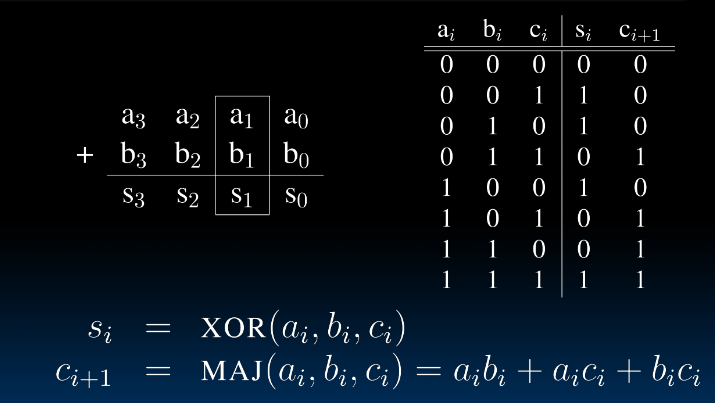 a₃ a₂ a₁ a₀
+ b₃ b₂ b₁ b₀
s₃ s₂ s₁ s₀
aᵢ bᵢ cᵢ sᵢ cᵢ₊₁
0 0 0 0 0
0 0 1 1 0
0 1 0 1 0
0 1 1 0 1
1 0 0 1 0
1 0 1 0 1
1 1 0 0 1
1 1 1 1 1
sᵢ = XOR(aᵢ, bᵢ, cᵢ)
cᵢ₊₁ = MAJ(aᵢ, bᵢ, cᵢ) = aᵢbᵢ + aᵢcᵢ + bᵢcᵢ